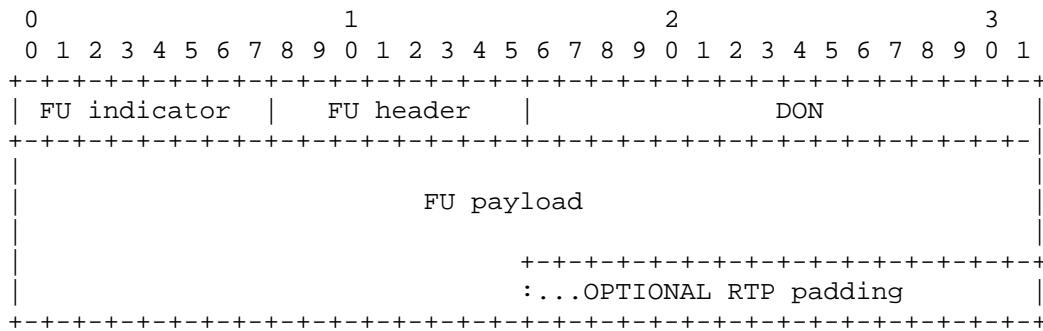 0                   1                   2                   3
 0 1 2 3 4 5 6 7 8 9 0 1 2 3 4 5 6 7 8 9 0 1 2 3 4 5 6 7 8 9 0 1
+-+-+-+-+-+-+-+-+-+-+-+-+-+-+-+-+-+-+-+-+-+-+-+-+-+-+-+-+-+-+-+-+
| FU indicator  |   FU header   |               DON             |
+-+-+-+-+-+-+-+-+-+-+-+-+-+-+-+-+-+-+-+-+-+-+-+-+-+-+-+-+-+-+-+-|
|                                                               |
|                         FU payload                            |
|                                                               |
|                               +-+-+-+-+-+-+-+-+-+-+-+-+-+-+-+-+
|                               :...OPTIONAL RTP padding        |
+-+-+-+-+-+-+-+-+-+-+-+-+-+-+-+-+-+-+-+-+-+-+-+-+-+-+-+-+-+-+-+-+